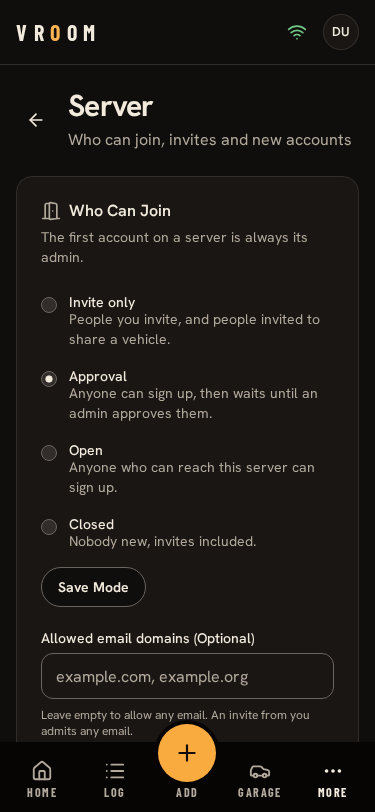 VROOM
DU
Server
Who can join, invites and new accounts
Who Can Join
The first account on a server is always its
admin.
Invite only
People you invite, and people invited to
share a vehicle.
Approval
Anyone can sign up, then waits until an
admin approves them.
Open
Anyone who can reach this server can
sign up.
Closed
Nobody new, invites included.
Save Mode
Allowed email domains (Optional)
example.com, example.org
Leave empty to allow any email. An invite from you
admits any email.
HOME
LOG
ADD
GARAGE
MORE